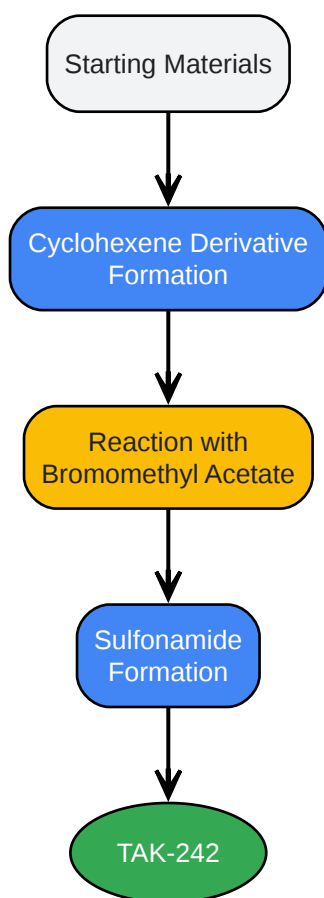 Starting Materials
Cyclohexene Derivative
Formation
Reaction with
Bromomethyl Acetate
Sulfonamide
Formation
TAK-242